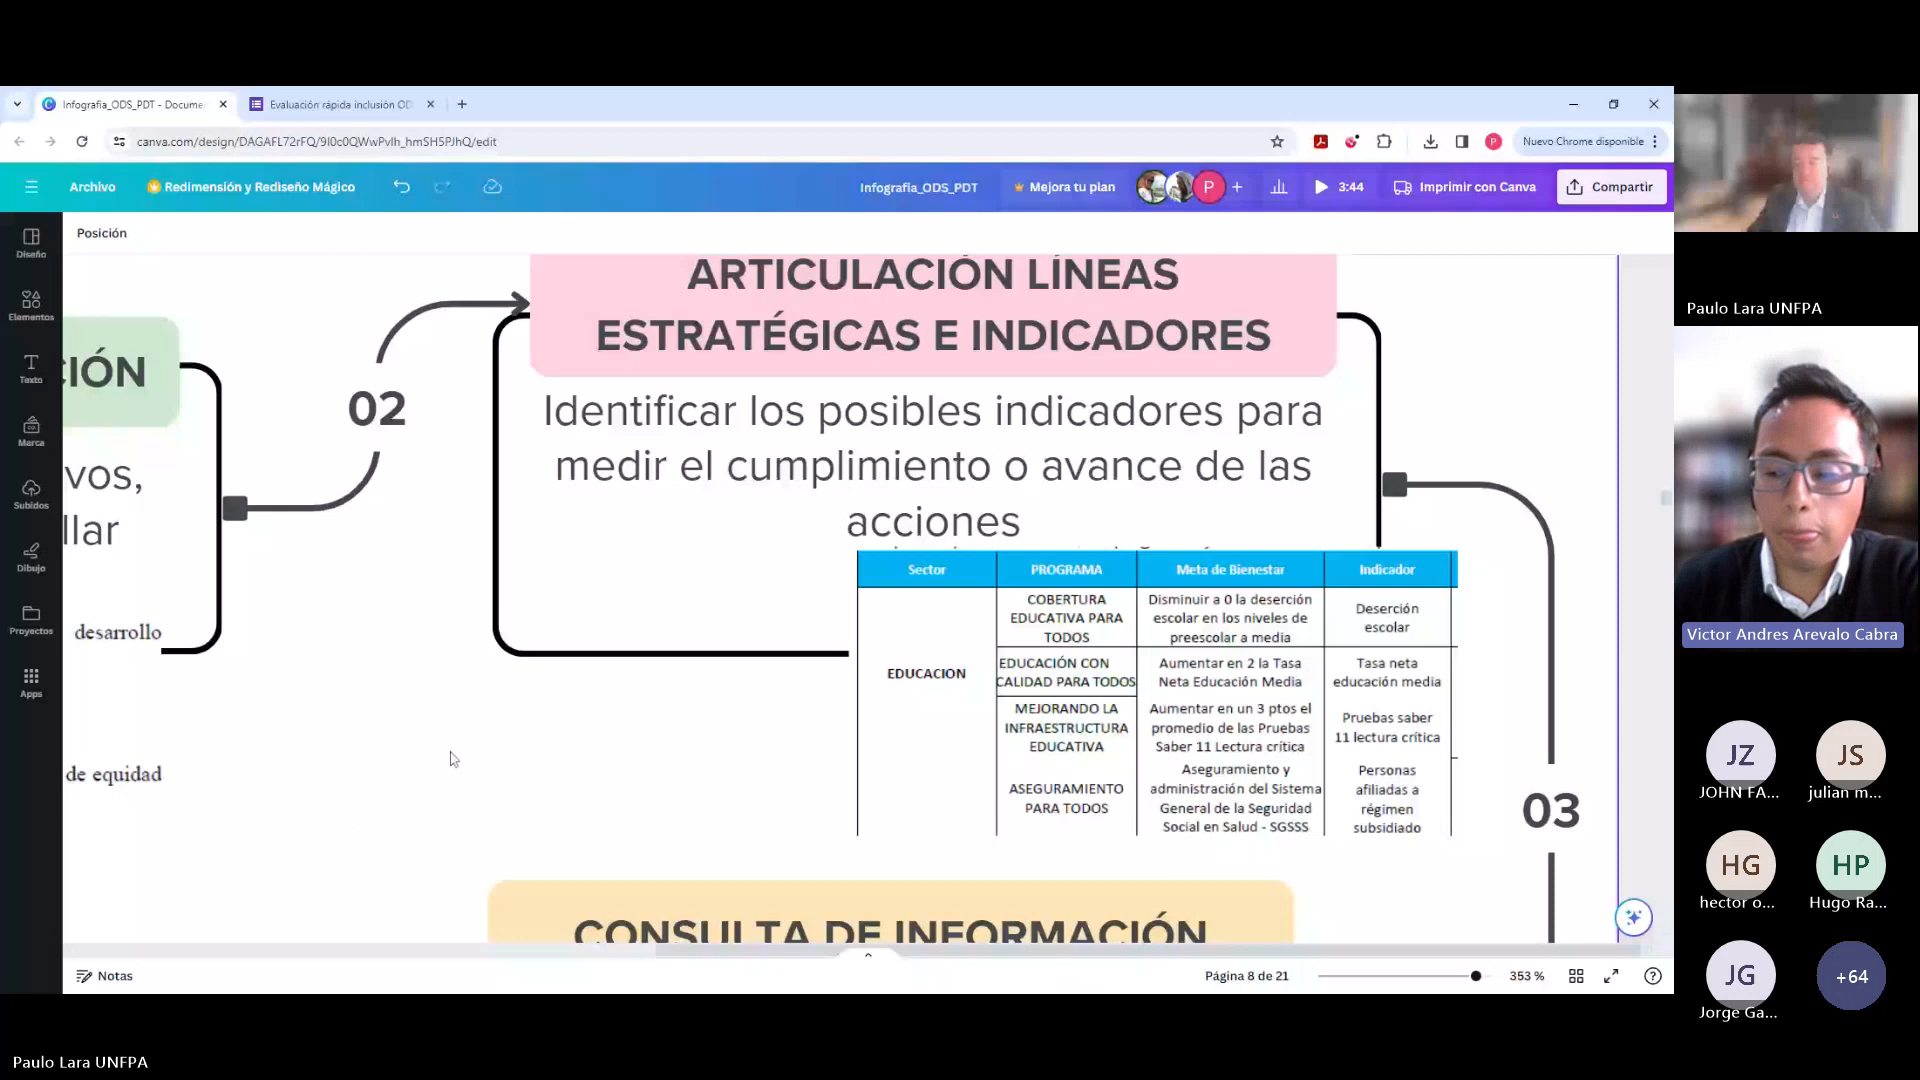 Infografía_ODS_PDT - Docume
Evaluación rápida inclusión OD
canva.com/design/DAGAFL72rFQ/9I0c0QWwPvIh_hmSH5PJhQ/edit
Nuevo Chrome disponible
Archivo
Redimensión y Rediseño Mágico
Infografía_ODS_PDT
Mejora tu plan
P
3:44
Imprimir con Canva
Compartir
Posición
Diseño
Elementos
Texto
Marca
Subidos
Dibujo
Proyectos
Apps
CIÓN
vos,
llar
desarrollo
de equidad
02
ARTICULACIÓN LÍNEAS
ESTRATÉGICAS E INDICADORES
Identificar los posibles indicadores para
medir el cumplimiento o avance de las
acciones
Sector PROGRAMA Meta de Bienestar Indicador
EDUCACION
COBERTURA
EDUCATIVA PARA
TODOS
Disminuir a 0 la deserción
escolar en los niveles de
preescolar a media
Deserción
escolar
EDUCACIÓN CON
CALIDAD PARA TODOS
Aumentar en 2 la Tasa
Neta Educación Media
Tasa neta
educación media
MEJORANDO LA
INFRAESTRUCTURA
EDUCATIVA
Aumentar en un 3 ptos el
promedio de las Pruebas
Saber 11 Lectura crítica
Pruebas saber
11 lectura crítica
ASEGURAMIENTO
PARA TODOS
Aseguramiento y
administración del Sistema
General de la Seguridad
Social en Salud - SGSSS
Personas
afiliadas a
régimen
subsidiado
03
CONSULTA DE INFORMACIÓN
Notas
Página 8 de 21
353 %
Paulo Lara UNFPA
Victor Andres Arevalo Cabra
JZ
JOHN FA...
JS
julian m...
HG
hector o...
HP
Hugo Ra...
JG
Jorge Ga...
+64
Paulo Lara UNFPA